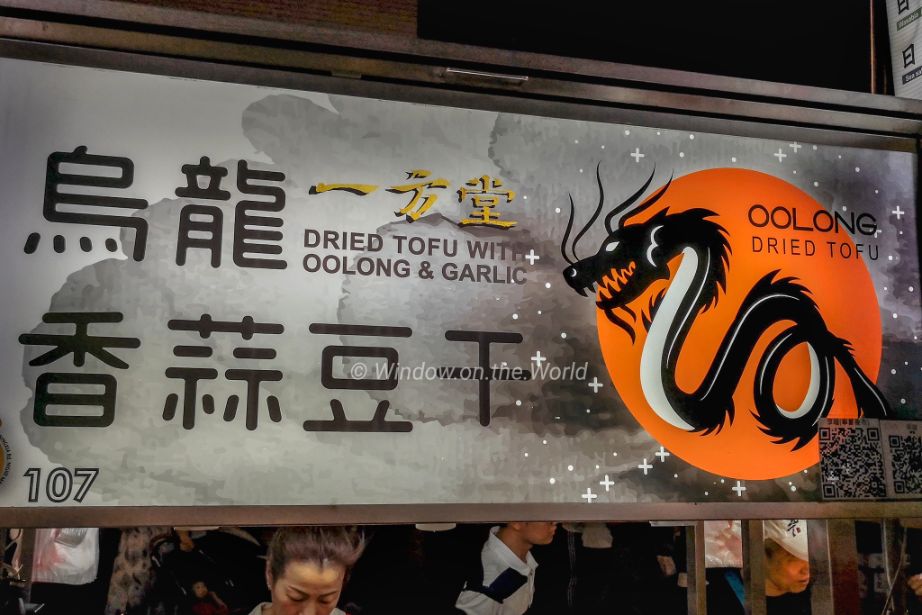 烏龍
一方堂
DRIED TOFU WITH
OOLONG & GARLIC
香蒜豆干
107
OOLONG
DRIED TOFU
© Window on the World